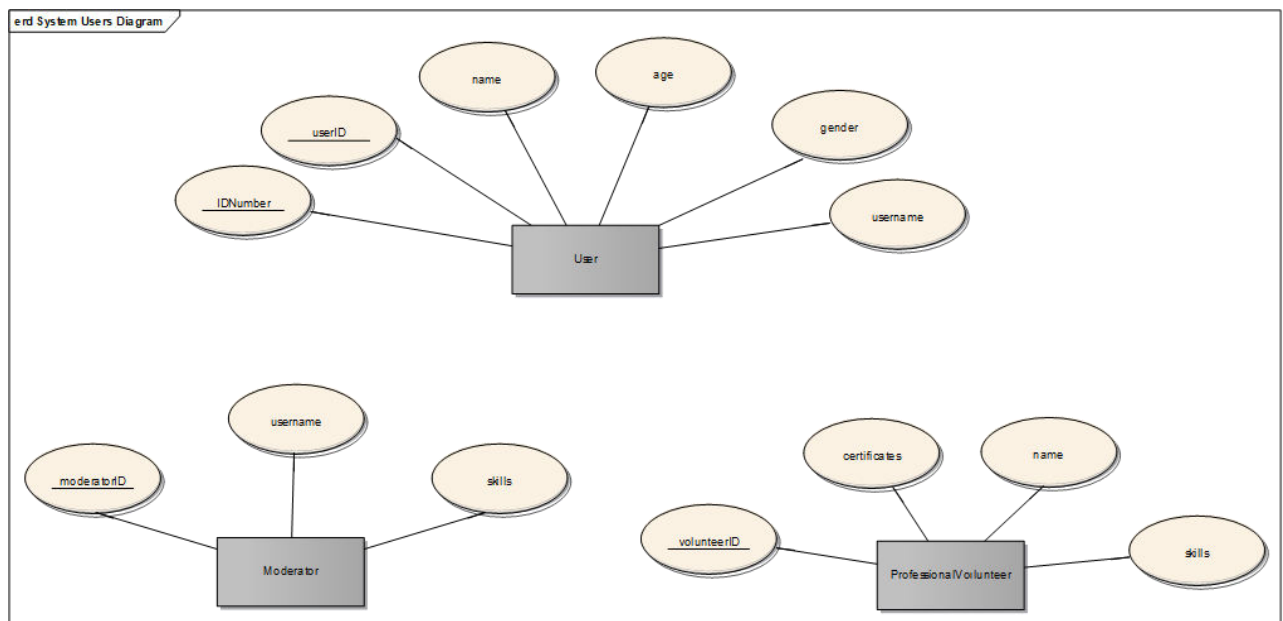 erd System Users Diagram
name
age
userID
gender
IDNumber
username
User
username
certificates
name
moderatorID
skills
volunteerID
skills
Moderator
ProfessionalVoilunteer